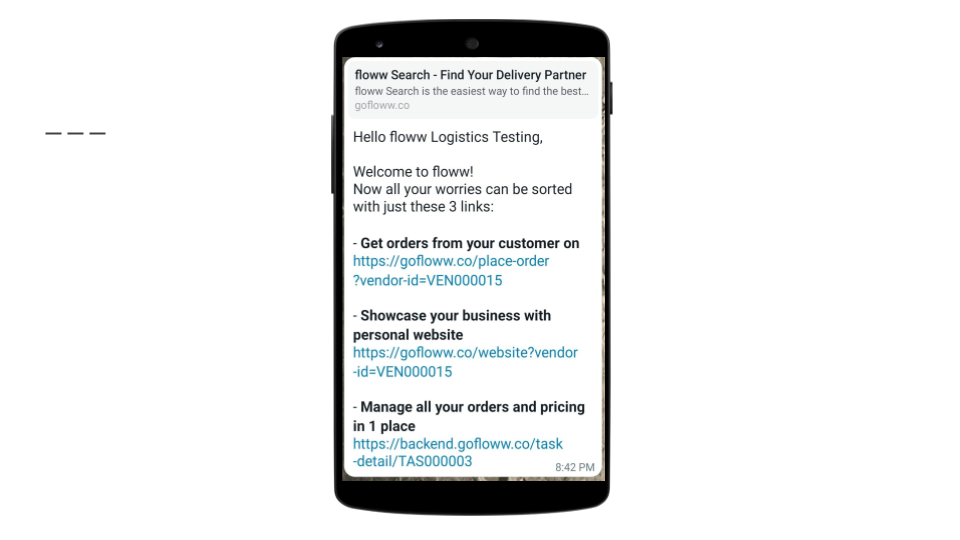 floww Search - Find Your Delivery Partner
floww Search is the easiest way to find the best...
gofloww.co
Hello floww Logistics Testing,
Welcome to floww!
Now all your worries can be sorted
with just these 3 links:
- Get orders from your customer on
https://gofloww.co/place-order
?vendor-id=VEN000015
- Showcase your business with
personal website
https://gofloww.co/website?vendor
-id=VEN000015
- Manage all your orders and pricing
in 1 place
https://backend.gofloww.co/task
-detail/TAS000003
8:42 PM